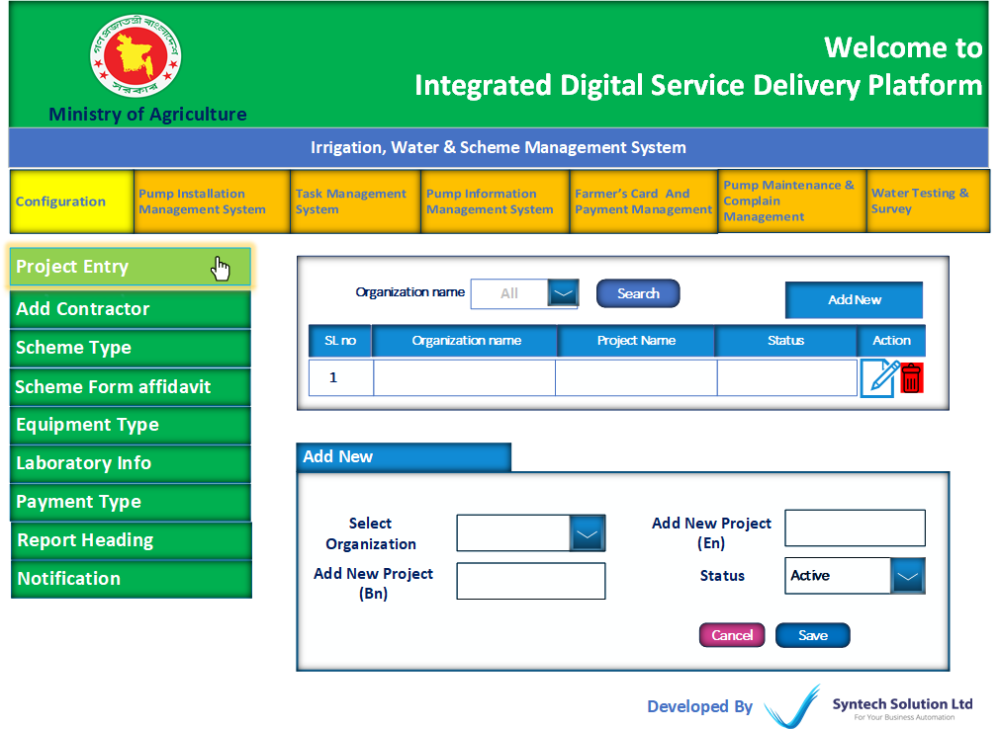 গণপ্রজাতন্ত্রী বাংলাদেশ
সরকার
Ministry of Agriculture
Welcome to
Integrated Digital Service Delivery Platform
Irrigation, Water & Scheme Management System
Configuration
Pump Installation
Management System
Task Management
System
Pump Information
Management System
Farmer's Card And
Payment Management
Pump Maintenance &
Complain
Management
Water Testing &
Survey
Project Entry
Add Contractor
Scheme Type
Scheme Form affidavit
Equipment Type
Laboratory Info
Payment Type
Report Heading
Notification
Organization name
All
Search
Add New
SL no
Organization name
Project Name
Status
Action
1
Add New
Select
Organization
Add New Project
(En)
Add New Project
(Bn)
Status
Active
Cancel
Save
Developed By
Syntech Solution Ltd
For Your Business Automation